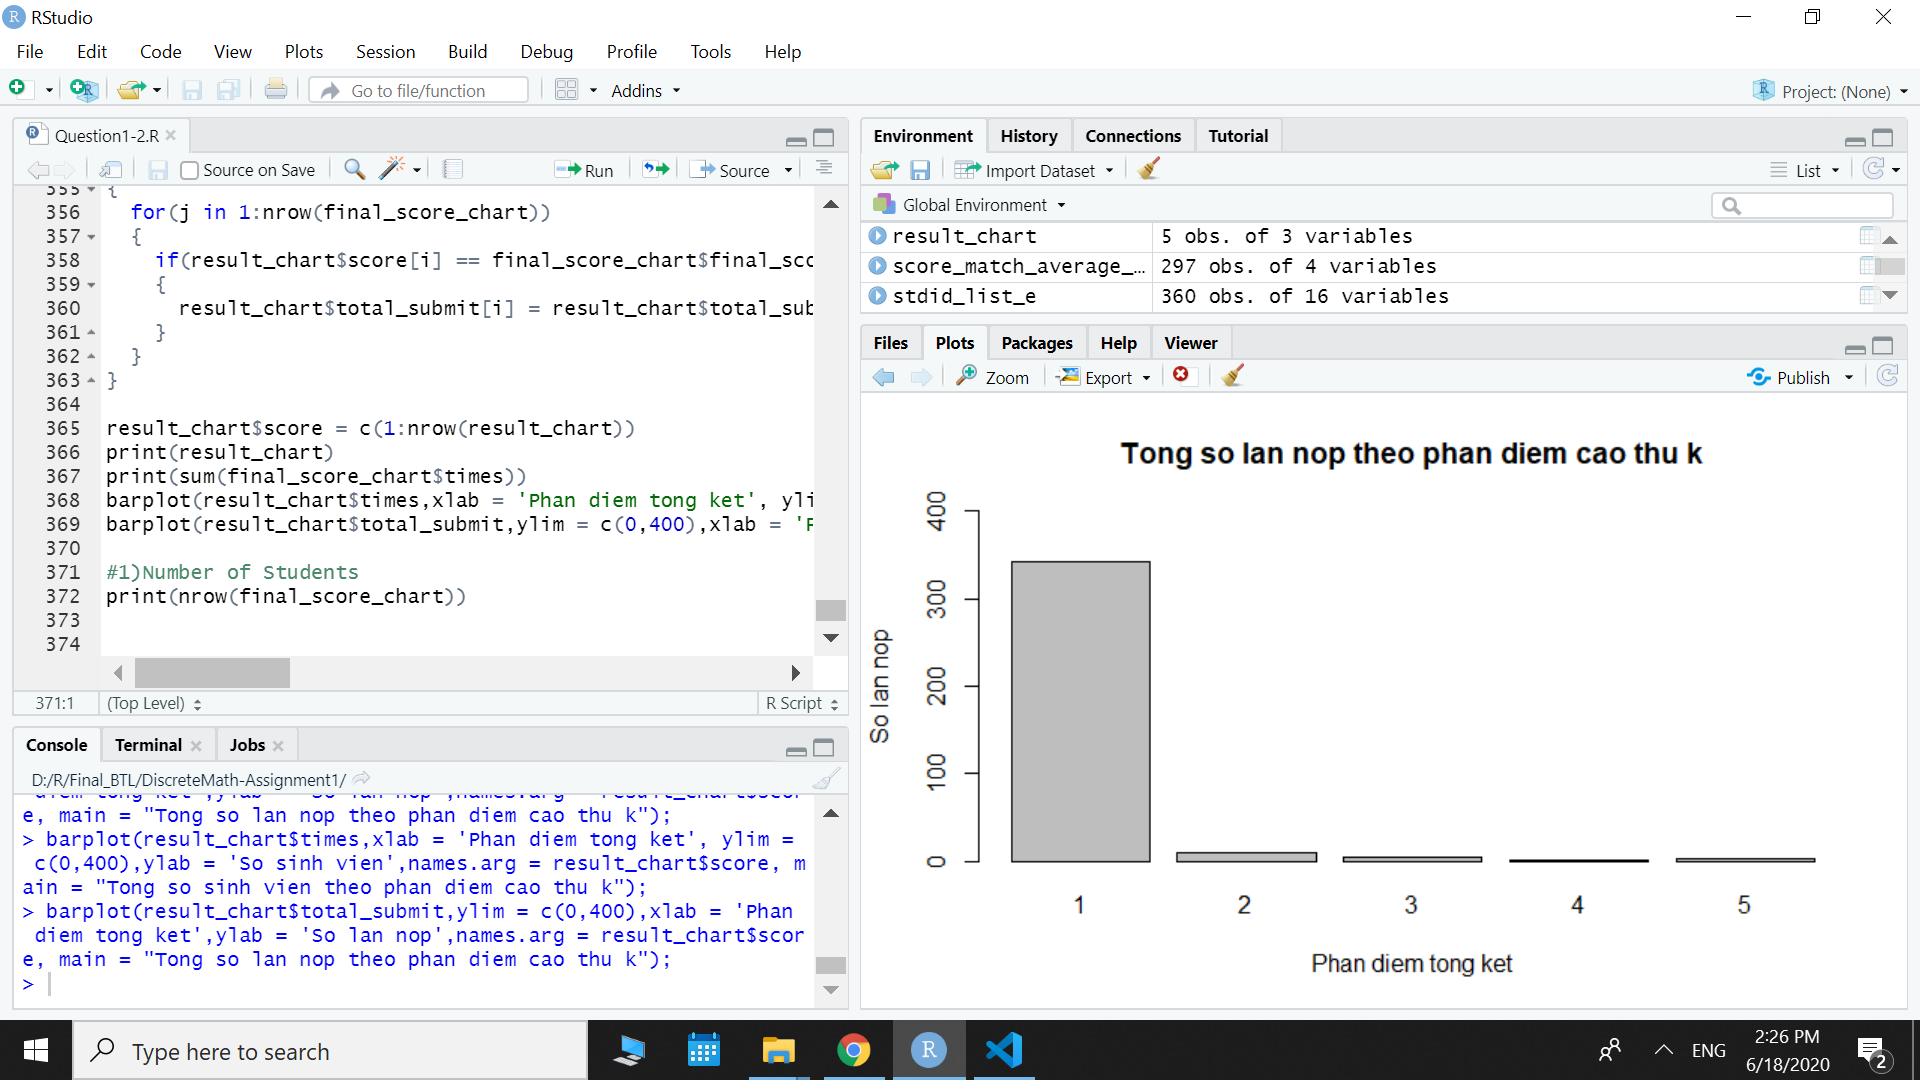 RStudio
File Edit Code View Plots Session Build Debug Profile Tools Help
Go to file/function Addins Project: (None)
Question1-2.R
Source on Save Run Source
355 {
356 for(j in 1:nrow(final_score_chart))
357 {
358 if(result_chart$score[i] == final_score_chart$final_sco
359 {
360 result_chart$total_submit[i] = result_chart$total_sub
361 }
362 }
363 }
364
365 result_chart$score = c(1:nrow(result_chart))
366 print(result_chart)
367 print(sum(final_score_chart$times))
368 barplot(result_chart$times,xlab = 'Phan diem tong ket', yli
369 barplot(result_chart$total_submit,ylim = c(0,400),xlab = 'P
370
371 #1)Number of Students
372 print(nrow(final_score_chart))
373
374
371:1 (Top Level) R Script
Console Terminal Jobs
D:/R/Final_BTL/DiscreteMath-Assignment1/
diem tong ket',ylab = 'So lan nop',names.arg = result_chart$scor
e, main = "Tong so lan nop theo phan diem cao thu k");
> barplot(result_chart$times,xlab = 'Phan diem tong ket', ylim =
c(0,400),ylab = 'So sinh vien',names.arg = result_chart$score, m
ain = "Tong so sinh vien theo phan diem cao thu k");
> barplot(result_chart$total_submit,ylim = c(0,400),xlab = 'Phan
diem tong ket',ylab = 'So lan nop',names.arg = result_chart$scor
e, main = "Tong so lan nop theo phan diem cao thu k");
>
Environment History Connections Tutorial
Import Dataset List
Global Environment
result_chart 5 obs. of 3 variables
score_match_average_… 297 obs. of 4 variables
stdid_list_e 360 obs. of 16 variables
Files Plots Packages Help Viewer
Zoom Export Publish
Tong so lan nop theo phan diem cao thu k
So lan nop
400
300
200
100
0
1 2 3 4 5
Phan diem tong ket
Type here to search
ENG
2:26 PM
6/18/2020
2